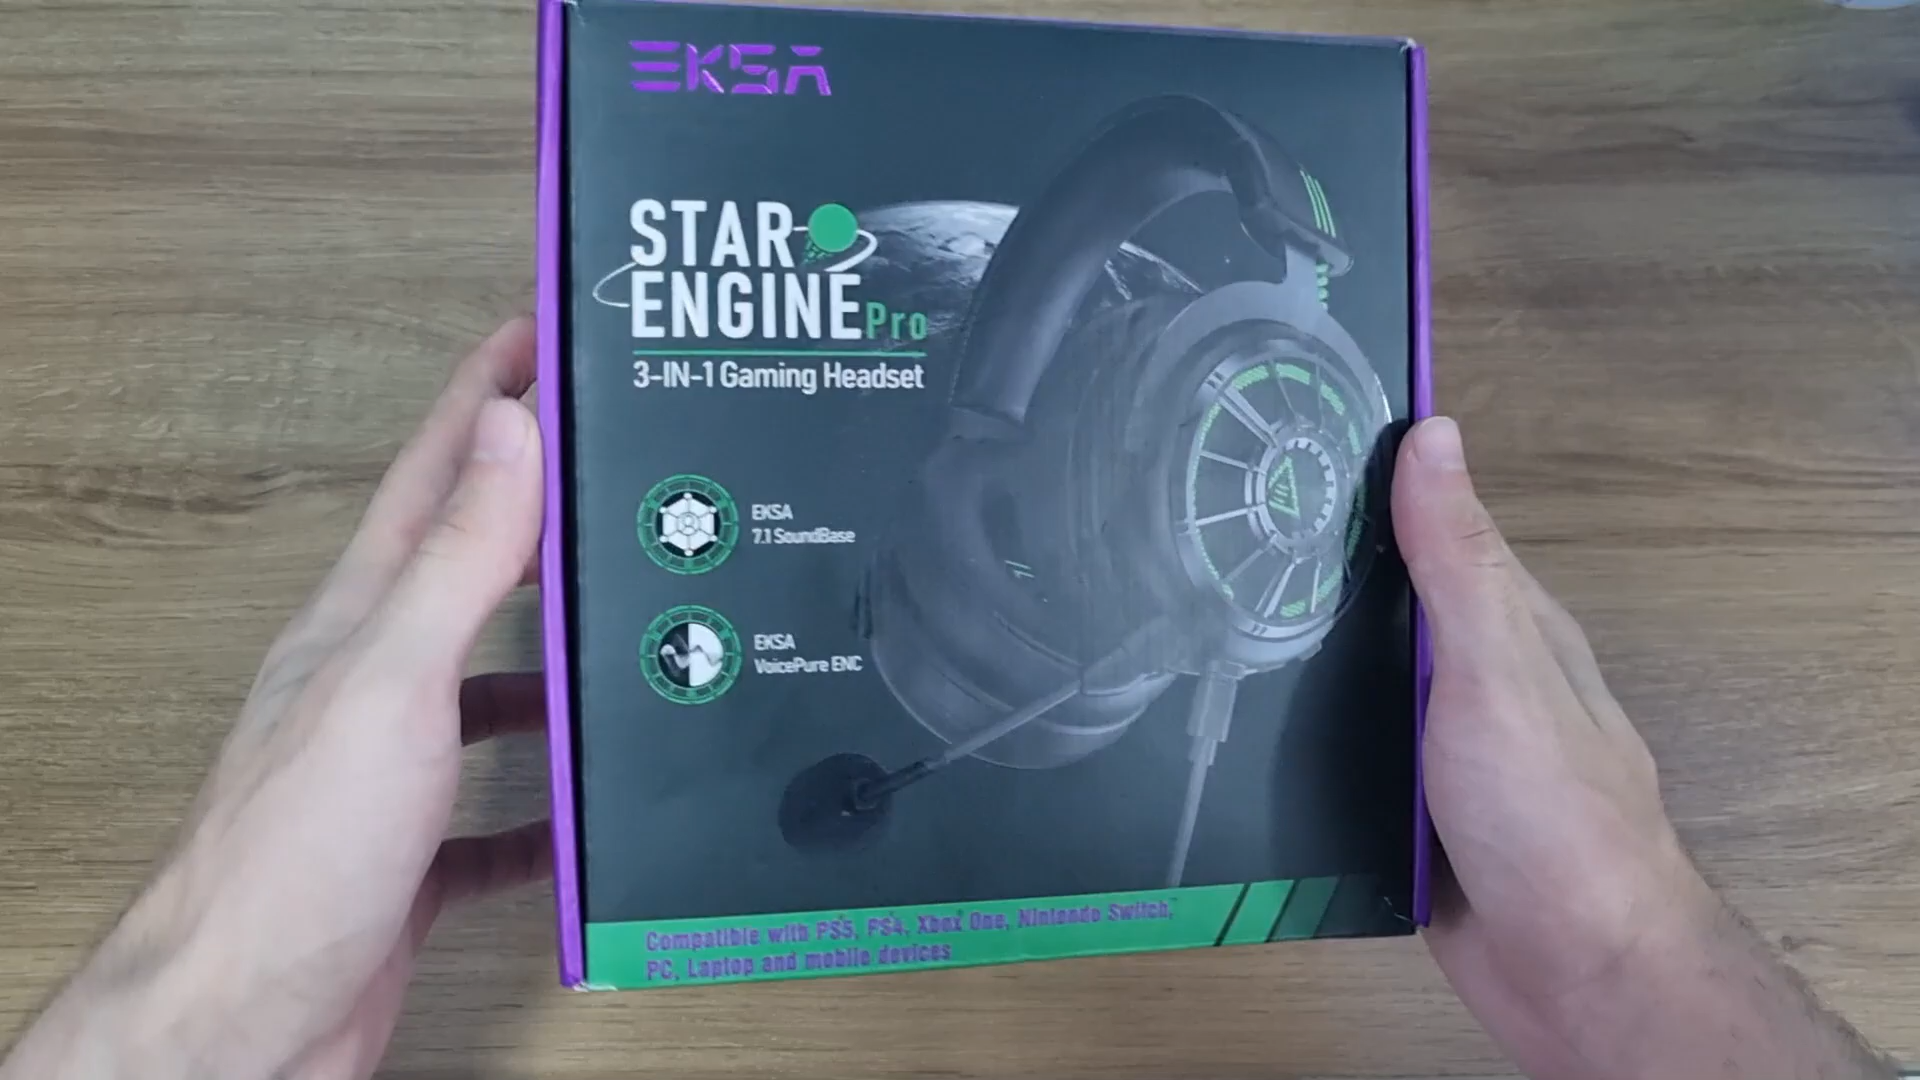 EKSA
STAR
ENGINE Pro
3-IN-1 Gaming Headset
EKSA
7.1 SoundBase
EKSA
VoicePure ENC
Compatible with PS5, PS4, Xbox One, Nintendo Switch,
PC, Laptop and mobile devices